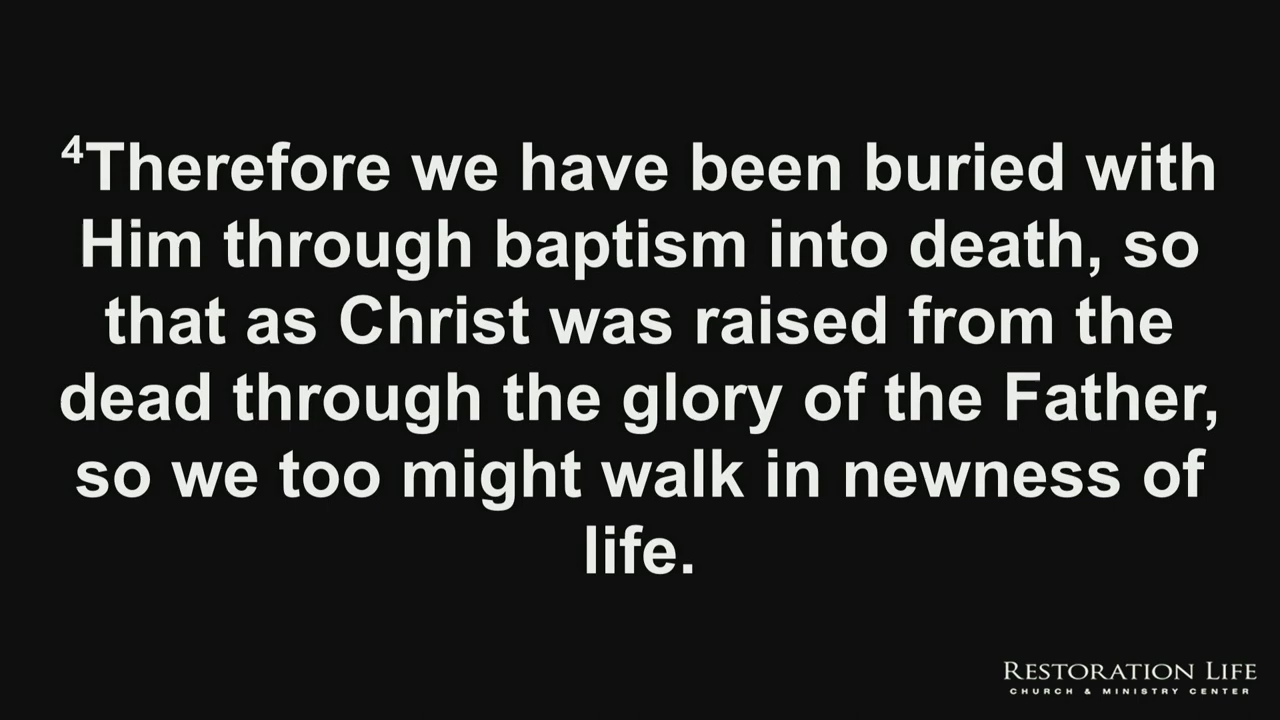 ⁴Therefore we have been buried with
Him through baptism into death, so
that as Christ was raised from the
dead through the glory of the Father,
so we too might walk in newness of
life.
RESTORATION LIFE
CHURCH & MINISTRY CENTER